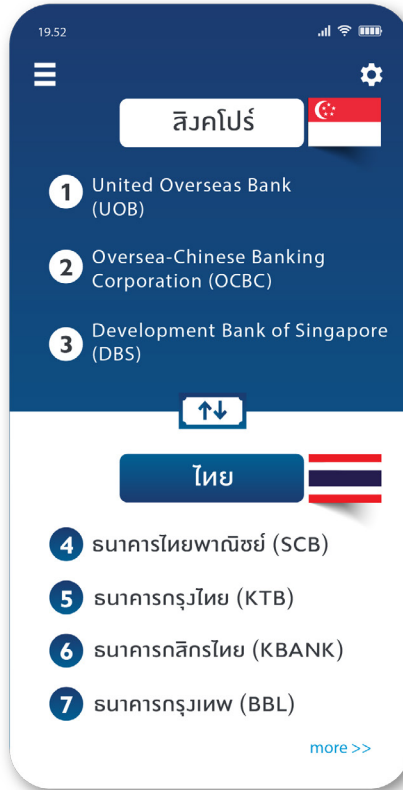 19.52
สิงคโปร์
1 United Overseas Bank
(UOB)
2 Oversea-Chinese Banking
Corporation (OCBC)
3 Development Bank of Singapore
(DBS)
ไทย
4 ธนาคารไทยพาณิชย์ (SCB)
5 ธนาคารกรุงไทย (KTB)
6 ธนาคารกสิกรไทย (KBANK)
7 ธนาคารกรุงเทพ (BBL)
more >>